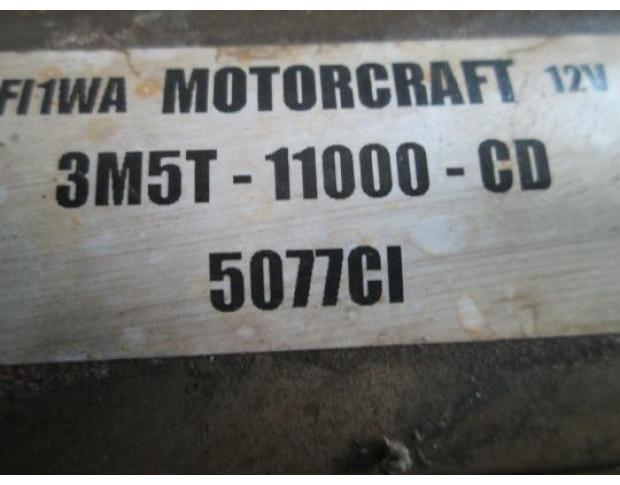 FI1WA MOTORCRAFT 12V
3M5T - 11000 - CD
5077CI